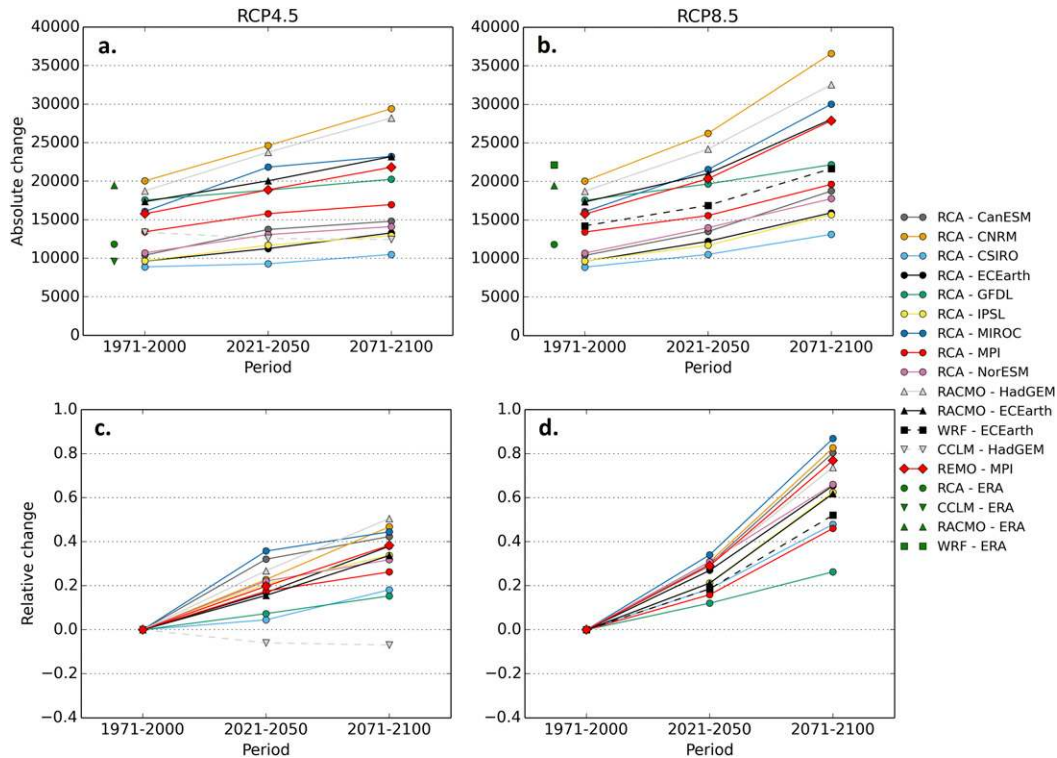 RCP4.5
RCP8.5
a.
b.
40000
35000
30000
25000
20000
15000
10000
5000
0
Absolute change
1971-2000
2021-2050
2071-2100
Period
40000
35000
30000
25000
20000
15000
10000
5000
0
1971-2000
2021-2050
2071-2100
Period
c.
1.0
0.8
0.6
0.4
0.2
0.0
−0.2
−0.4
Relative change
1971-2000
2021-2050
2071-2100
Period
d.
1.0
0.8
0.6
0.4
0.2
0.0
−0.2
−0.4
1971-2000
2021-2050
2071-2100
Period
RCA - CanESM
RCA - CNRM
RCA - CSIRO
RCA - ECEarth
RCA - GFDL
RCA - IPSL
RCA - MIROC
RCA - MPI
RCA - NorESM
RACMO - HadGEM
RACMO - ECEarth
WRF - ECEarth
CCLM - HadGEM
REMO - MPI
RCA - ERA
CCLM - ERA
RACMO - ERA
WRF - ERA